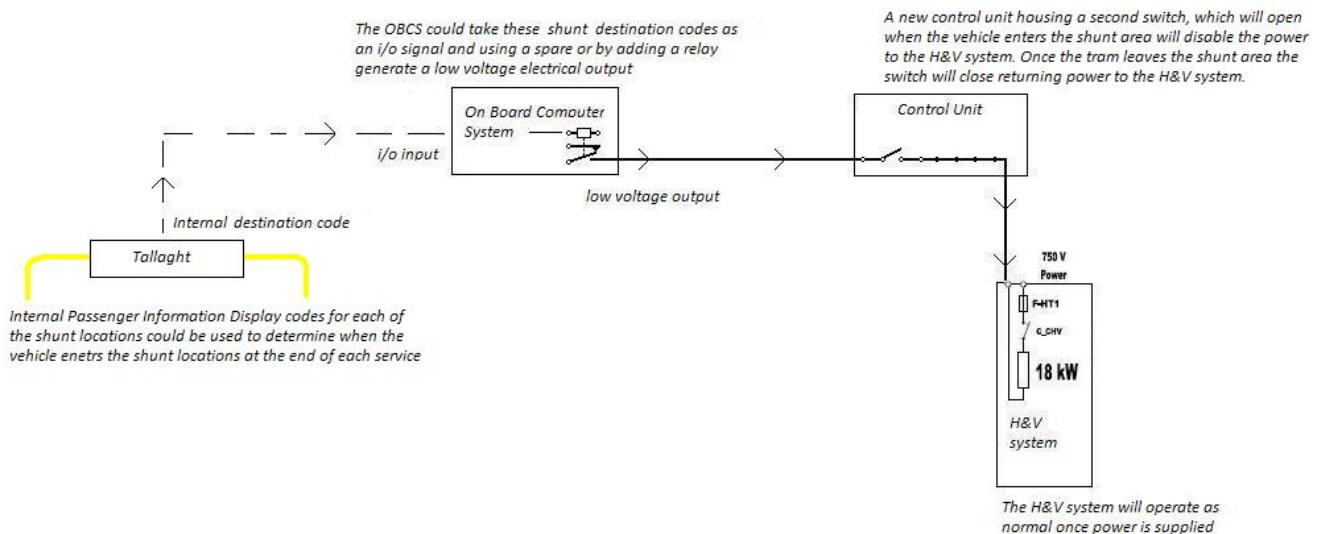 The OBCS could take these shunt destination codes as
an i/o signal and using a spare or by adding a relay
generate a low voltage electrical output
A new control unit housing a second switch, which will open
when the vehicle enters the shunt area will disable the power
to the H&V system. Once the tram leaves the shunt area the
switch will close returning power to the H&V system.
On Board Comouter
System
Control Unit
i/o input
low voltage output
Internal destination code
Tallaght
Internal Passenger Information Display codes for each of
the shunt locations could be used to determine when the
vehicle enetrs the shunt locations at the end of each service
750 V
Power
F-HT1
C_CHV
18 kW
H&V
system
The H&V system will operate as
normal once power is supplied